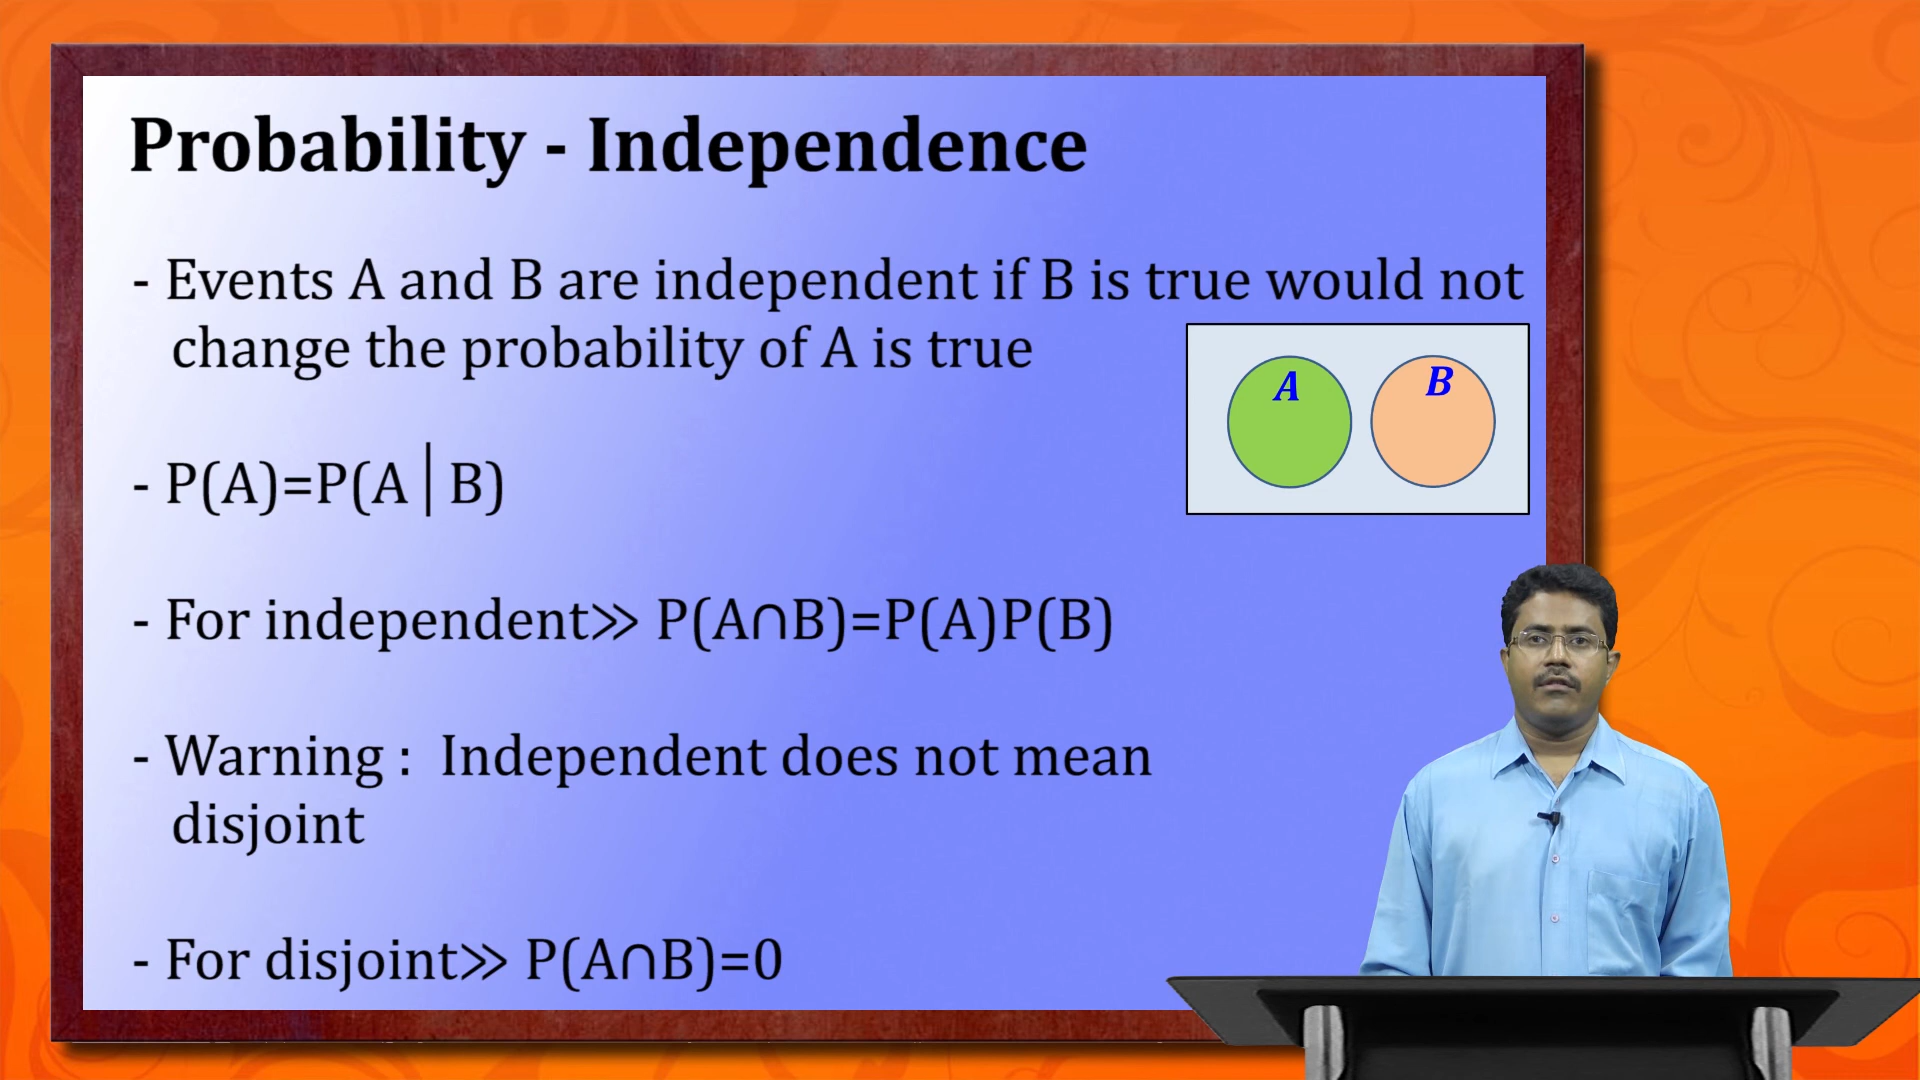 Probability - Independence
- Events A and B are independent if B is true would not
change the probability of A is true
A
B
- P(A)=P(A|B)
- For independent≫ P(A∩B)=P(A)P(B)
- Warning : Independent does not mean
disjoint
- For disjoint≫ P(A∩B)=0